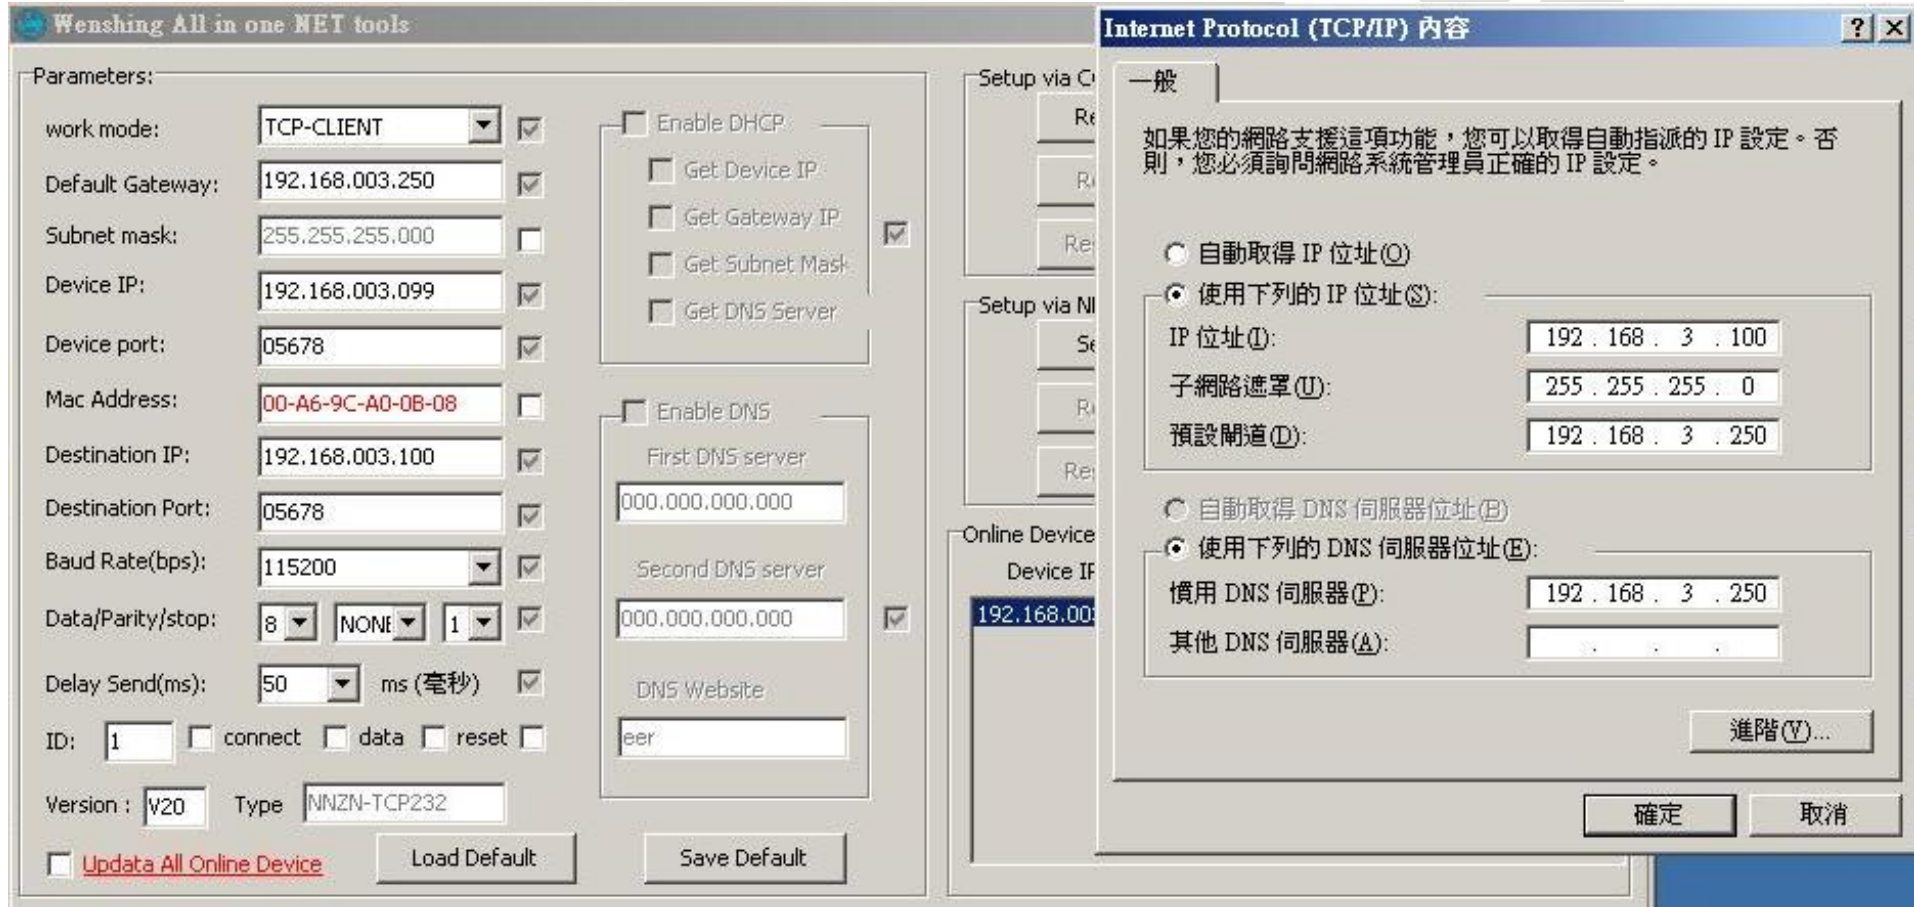 Wenshing All in one NET tools
Parameters:
work mode: TCP-CLIENT
Default Gateway: 192.168.003.250
Subnet mask: 255.255.255.000
Device IP: 192.168.003.099
Device port: 05678
Mac Address: 00-A6-9C-A0-0B-08
Destination IP: 192.168.003.100
Destination Port: 05678
Baud Rate(bps): 115200
Data/Parity/stop: 8 NONE 1
Delay Send(ms): 50 ms (毫秒)
ID: 1 connect data reset
Version : V20 Type NNZN-TCP232
Updata All Online Device Load Default Save Default
Enable DHCP
Get Device IP
Get Gateway IP
Get Subnet Mask
Get DNS Server
Enable DNS
First DNS server
000.000.000.000
Second DNS server
000.000.000.000
DNS Website
eer
Setup via
Setup via
Online Device
Device IP
192.168.003
Internet Protocol (TCP/IP) 內容
一般
如果您的網路支援這項功能，您可以取得自動指派的 IP 設定。否
則，您必須詢問網路系統管理員正確的 IP 設定。
自動取得 IP 位址(O)
使用下列的 IP 位址(S):
IP 位址(I): 192 . 168 . 3 . 100
子網路遮罩(U): 255 . 255 . 255 . 0
預設閘道(D): 192 . 168 . 3 . 250
自動取得 DNS 伺服器位址(B)
使用下列的 DNS 伺服器位址(E):
慣用 DNS 伺服器(P): 192 . 168 . 3 . 250
其他 DNS 伺服器(A): . . .
進階(V)...
確定 取消